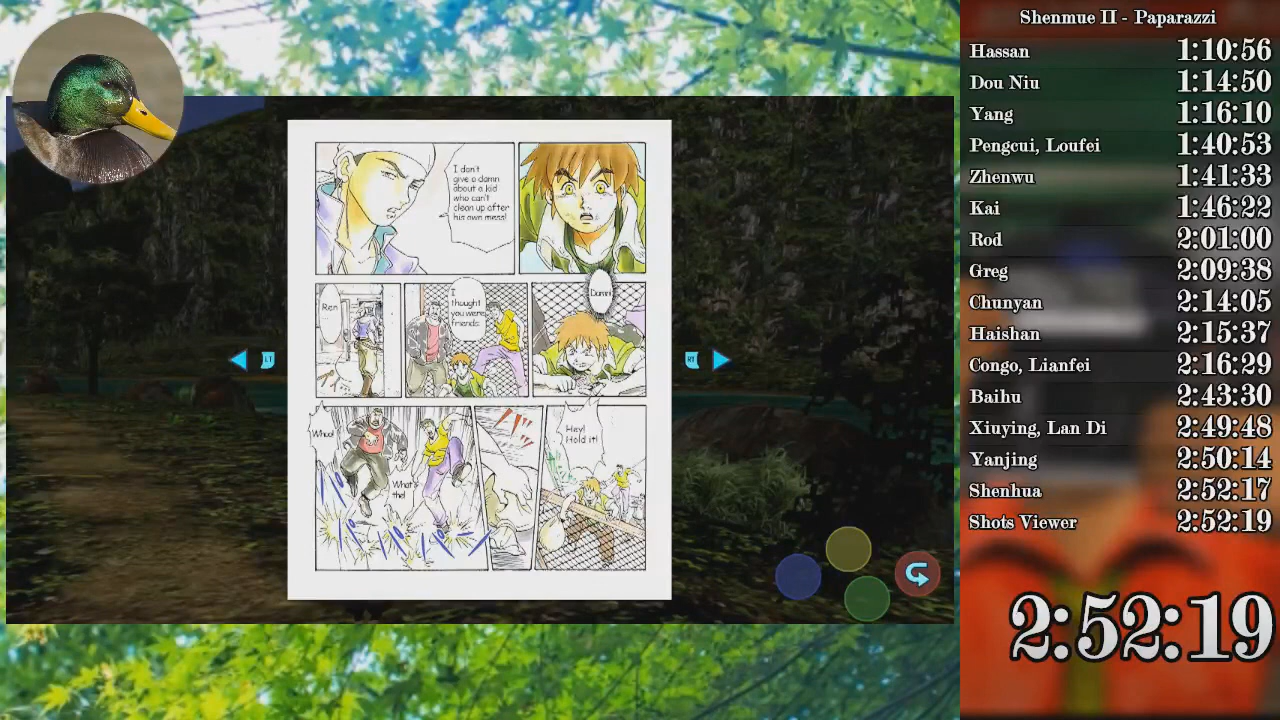 Shenmue II - Paparazzi
Hassan 1:10:56
Dou Niu 1:14:50
Yang 1:16:10
Pengcui, Loufei 1:40:53
Zhenwu 1:41:33
Kai 1:46:22
Rod 2:01:00
Greg 2:09:38
Chunyan 2:14:05
Haishan 2:15:37
Congo, Lianfei 2:16:29
Baihu 2:43:30
Xiuying, Lan Di 2:49:48
Yanjing 2:50:14
Shenhua 2:52:17
Shots Viewer 2:52:19
2:52:19
I don't
give a damn
about a kid
who can't
clean up after
his own mess!
Ren
...
I
thought
you were
friends.
Damn!
Whoa!
What
the!
Hey!
Hold it!
LT
RT